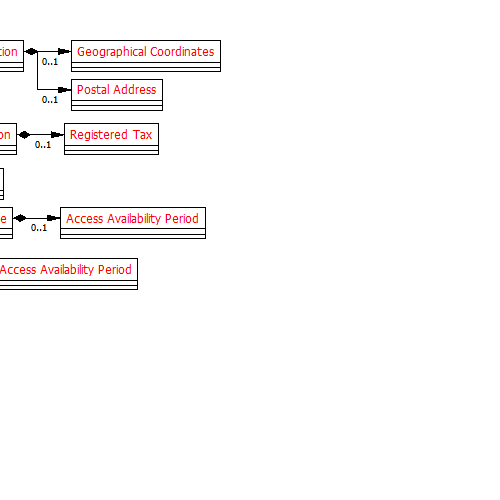 tion Geographical Coordinates
0..1
Postal Address
0..1
on Registered Tax
0..1
e Access Availability Period
0..1
Access Availability Period